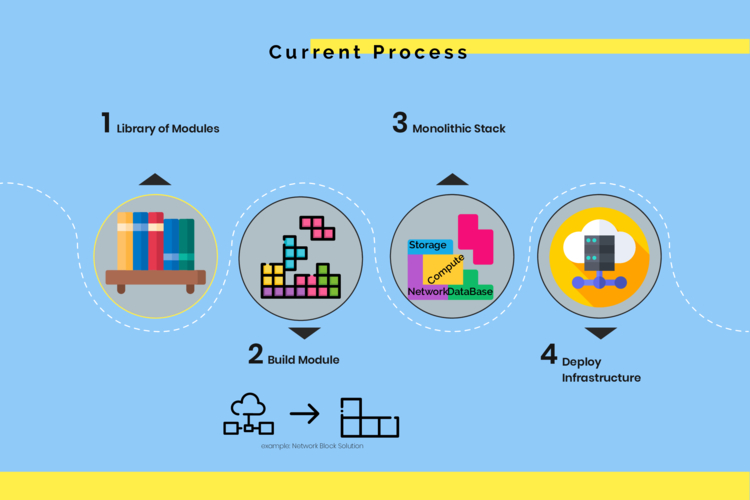 Current Process
1 Library of Modules
3 Monolithic Stack
Storage
Compute
Network DataBase
2 Build Module
4 Deploy
Infrastructure
example: Network Block Solution